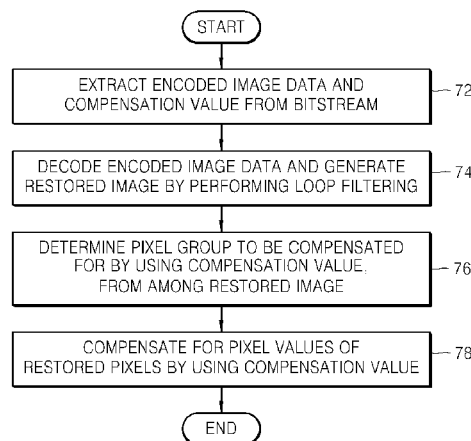 START
EXTRACT ENCODED IMAGE DATA AND
COMPENSATION VALUE FROM BITSTREAM
72
DECODE ENCODED IMAGE DATA AND GENERATE
RESTORED IMAGE BY PERFORMING LOOP FILTERING
74
DETERMINE PIXEL GROUP TO BE COMPENSATED
FOR BY USING COMPENSATION VALUE,
FROM AMONG RESTORED IMAGE
76
COMPENSATE FOR PIXEL VALUES OF
RESTORED PIXELS BY USING COMPENSATION VALUE
78
END